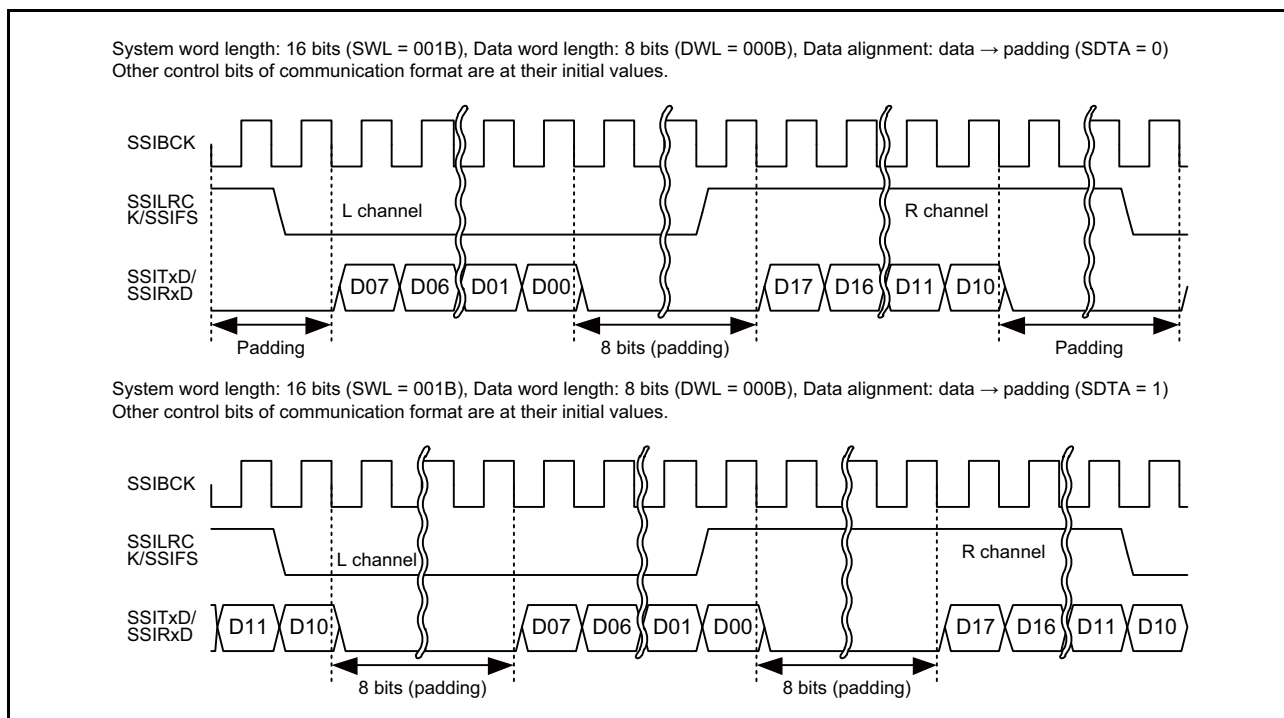 System word length: 16 bits (SWL = 001B), Data word length: 8 bits (DWL = 000B), Data alignment: data → padding (SDTA = 0)
Other control bits of communication format are at their initial values.
SSIBCK
SSILRC
K/SSIFS
L channel
R channel
SSITxD/
SSIRxD
D07 D06 D01 D00 D17 D16 D11 D10
Padding 8 bits (padding) Padding
System word length: 16 bits (SWL = 001B), Data word length: 8 bits (DWL = 000B), Data alignment: data → padding (SDTA = 1)
Other control bits of communication format are at their initial values.
SSIBCK
SSILRC
K/SSIFS
L channel
R channel
SSITxD/
SSIRxD
D11 D10 D07 D06 D01 D00 D17 D16 D11 D10
8 bits (padding) 8 bits (padding)